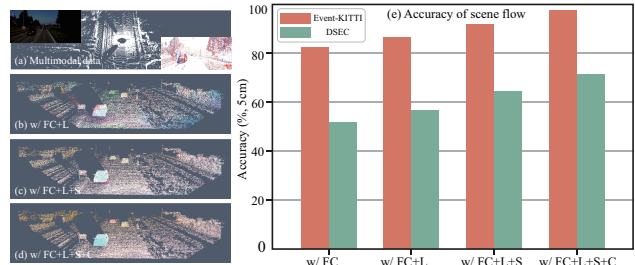 (a) Multimodal data
(b) w/ FC+L
(c) w/ FC+L+S
(d) w/ FC+L+S+C
(e) Accuracy of scene flow
Event-KITTI
DSEC
Accuracy (%, 5cm)
100
80
60
40
20
0
w/ FC w/ FC+L w/ FC+L+S w/ FC+L+S+C